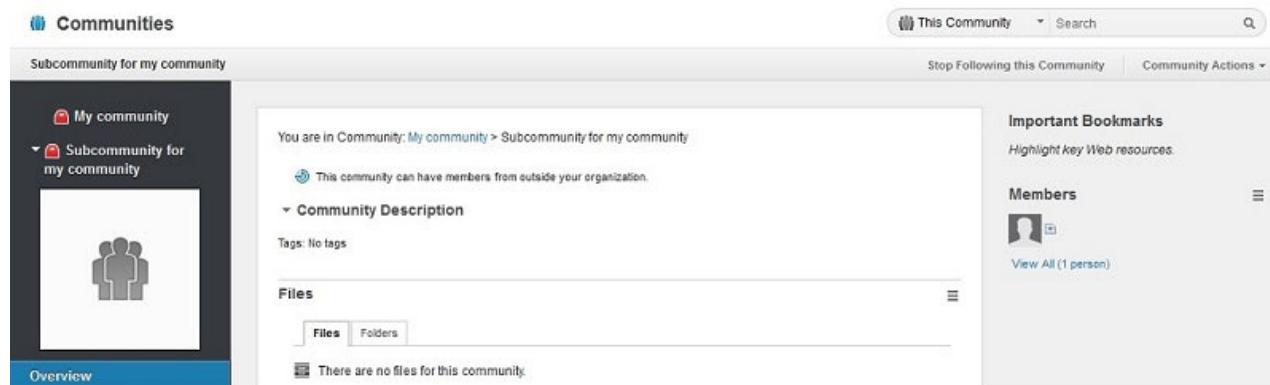 Communities
This Community
Search
Subcommunity for my community
Stop Following this Community
Community Actions
My community
Subcommunity for
my community
Overview
You are in Community: My community > Subcommunity for my community
This community can have members from outside your organization.
Community Description
Tags: No tags
Files
Files
Folders
There are no files for this community.
Important Bookmarks
Highlight key Web resources.
Members
View All (1 person)